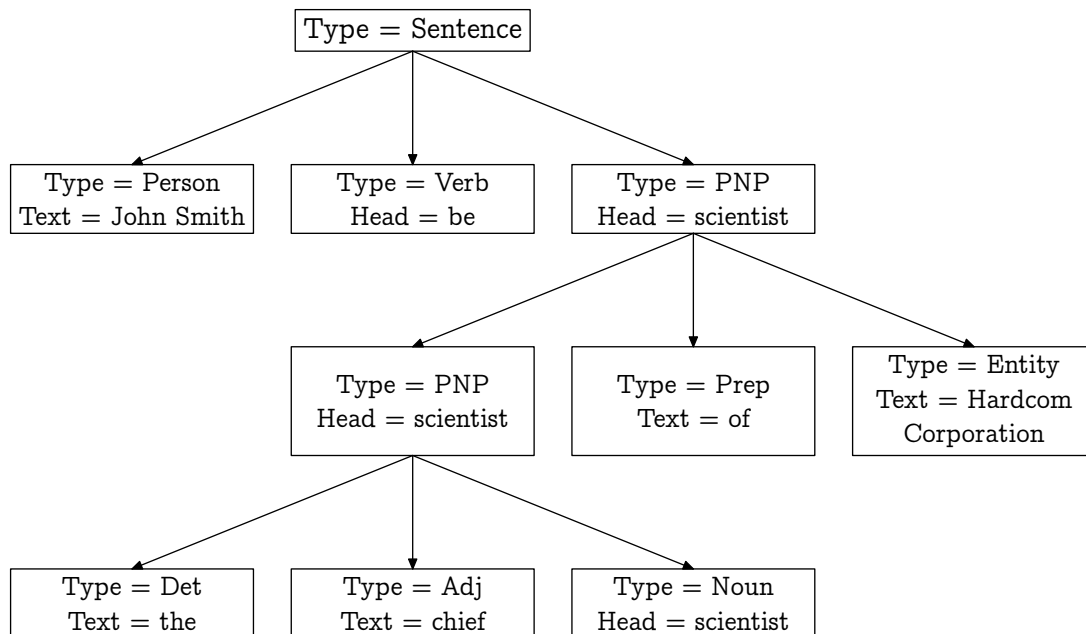 Type = Sentence
Type = Person
Text = John Smith
Type = Verb
Head = be
Type = PNP
Head = scientist
Type = PNP
Head = scientist
Type = Prep
Text = of
Type = Entity
Text = Hardcom
Corporation
Type = Det
Text = the
Type = Adj
Text = chief
Type = Noun
Head = scientist